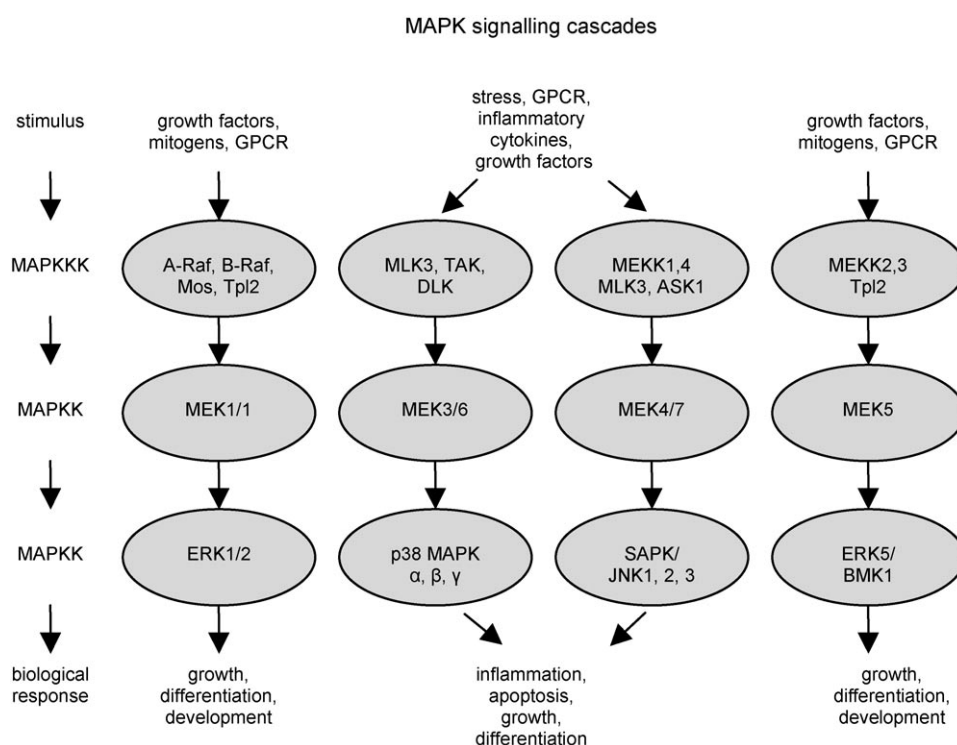 MAPK signalling cascades
stimulus
growth factors,
mitogens, GPCR
stress, GPCR,
inflammatory
cytokines,
growth factors
growth factors,
mitogens, GPCR
MAPKKK
A-Raf, B-Raf,
Mos, Tpl2
MLK3, TAK,
DLK
MEKK1,4
MLK3, ASK1
MEKK2,3
Tpl2
MAPKK
MEK1/1
MEK3/6
MEK4/7
MEK5
MAPKK
ERK1/2
p38 MAPK
α, β, γ
SAPK/
JNK1, 2, 3
ERK5/
BMK1
biological
response
growth,
differentiation,
development
inflammation,
apoptosis,
growth,
differentiation
growth,
differentiation,
development